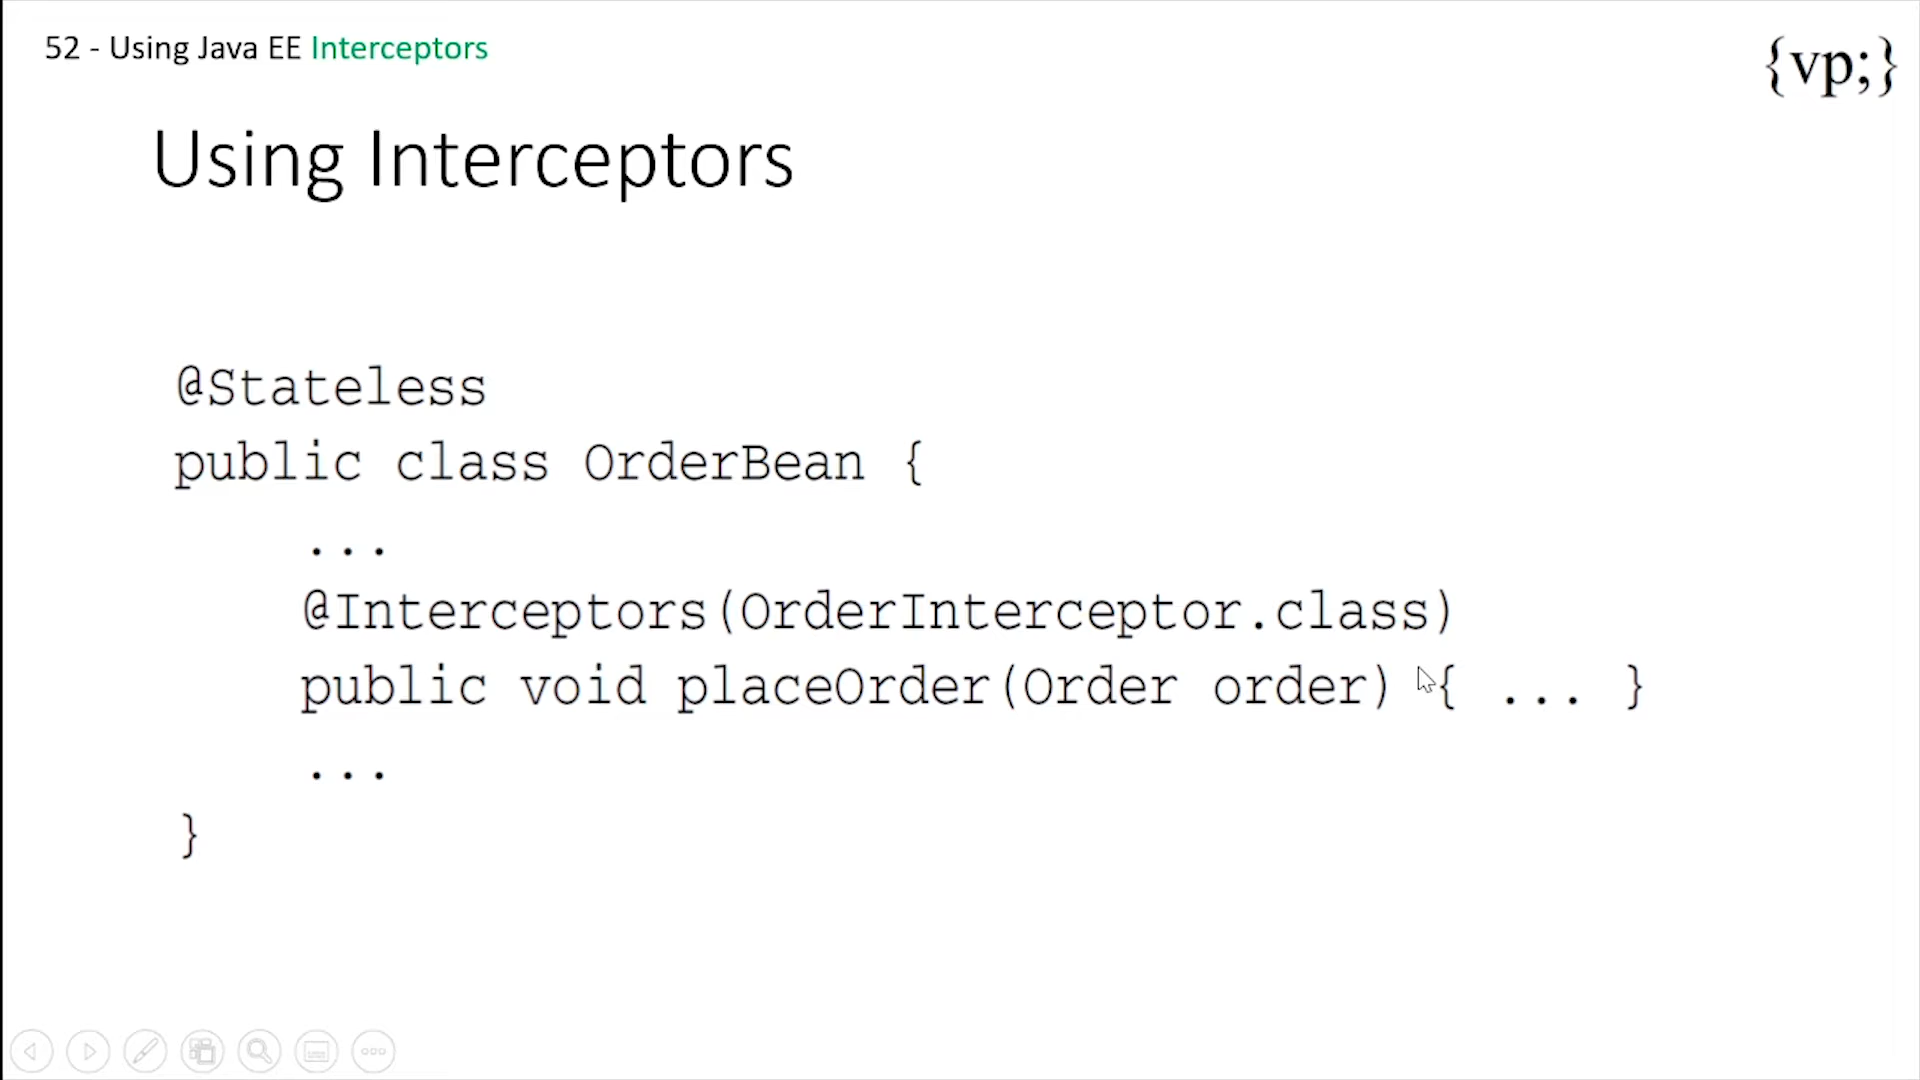 52 - Using Java EE Interceptors
{vp;}
Using Interceptors
@Stateless
public class OrderBean {
...
@Interceptors(OrderInterceptor.class)
public void placeOrder(Order order) { ... }
...
}